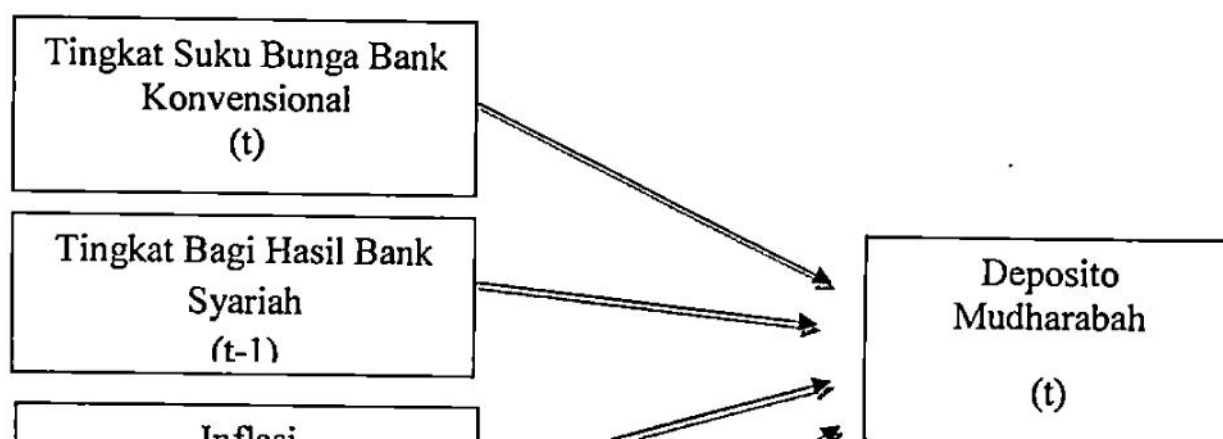 Tingkat Suku Bunga Bank
Konvensional
(t)
Tingkat Bagi Hasil Bank
Syariah
(t-1)
Inflasi
Deposito
Mudharabah
(t)